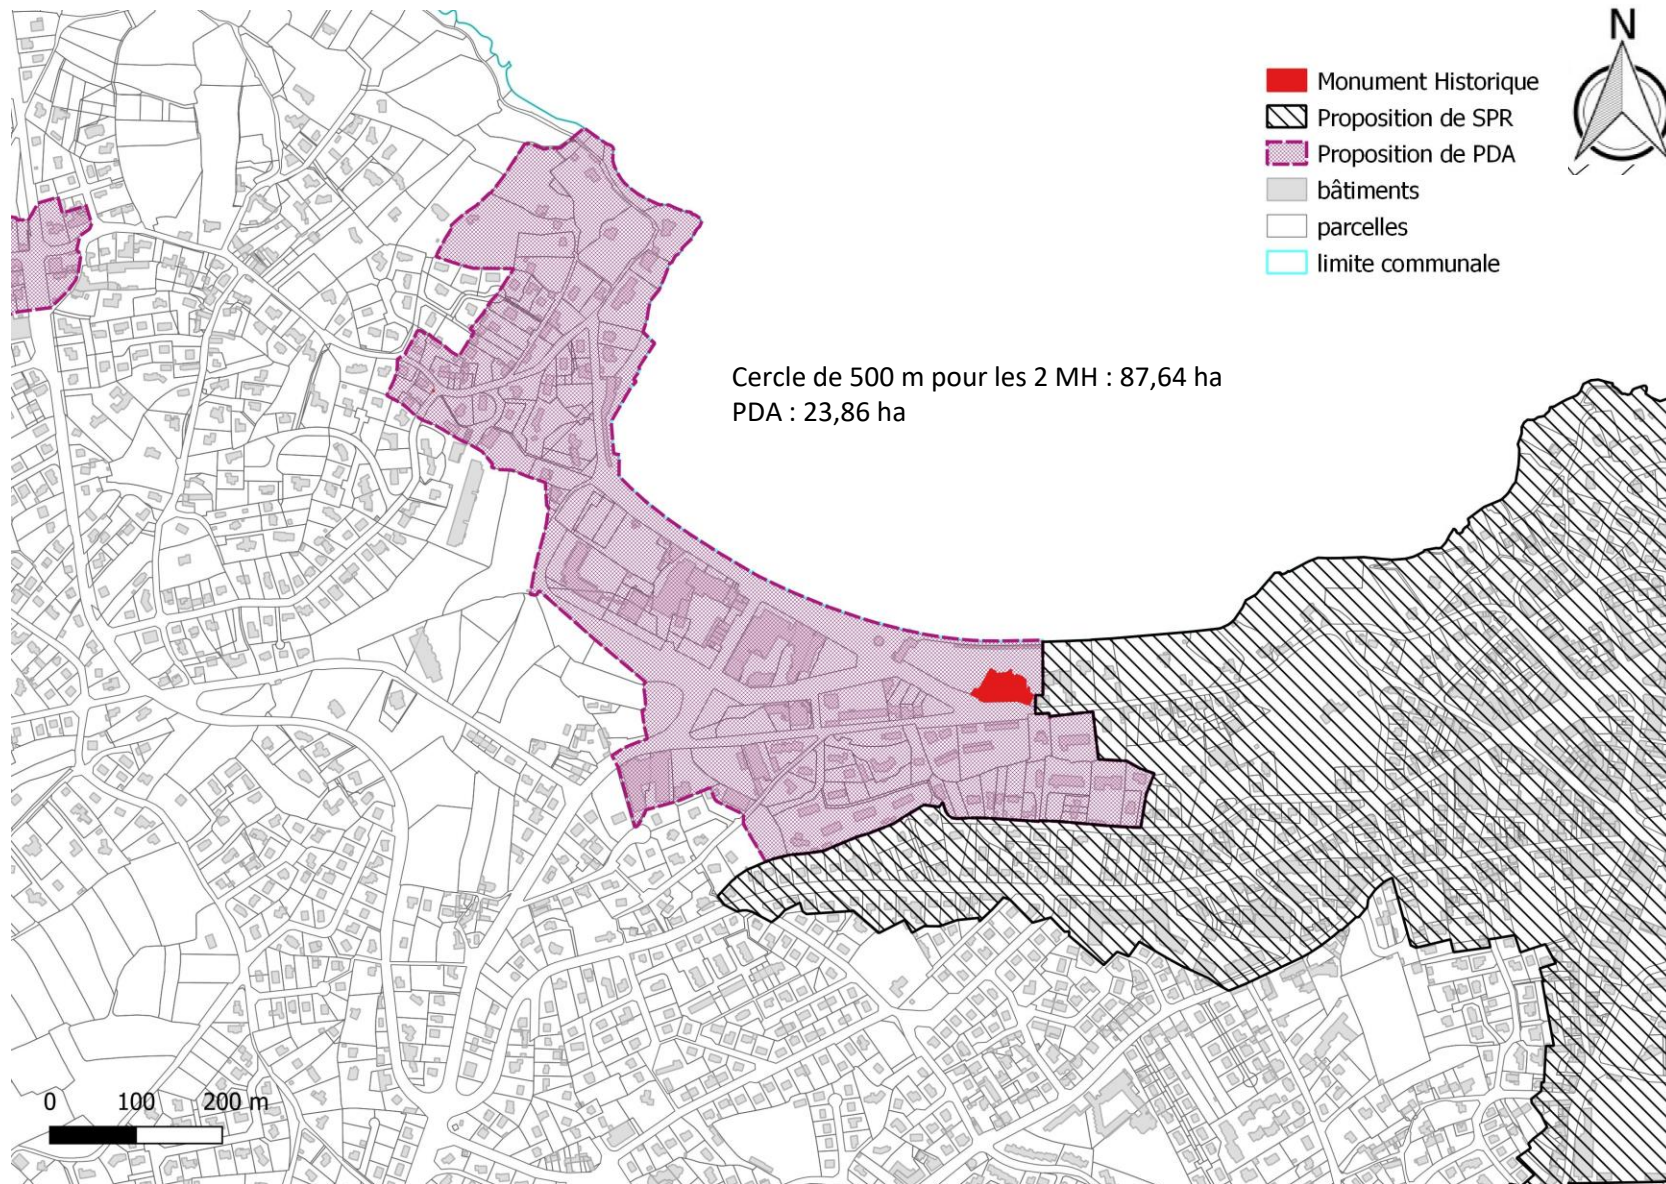 N
Monument Historique
Proposition de SPR
Proposition de PDA
bâtiments
parcelles
limite communale
Cercle de 500 m pour les 2 MH : 87,64 ha
PDA : 23,86 ha
0 100 200 m